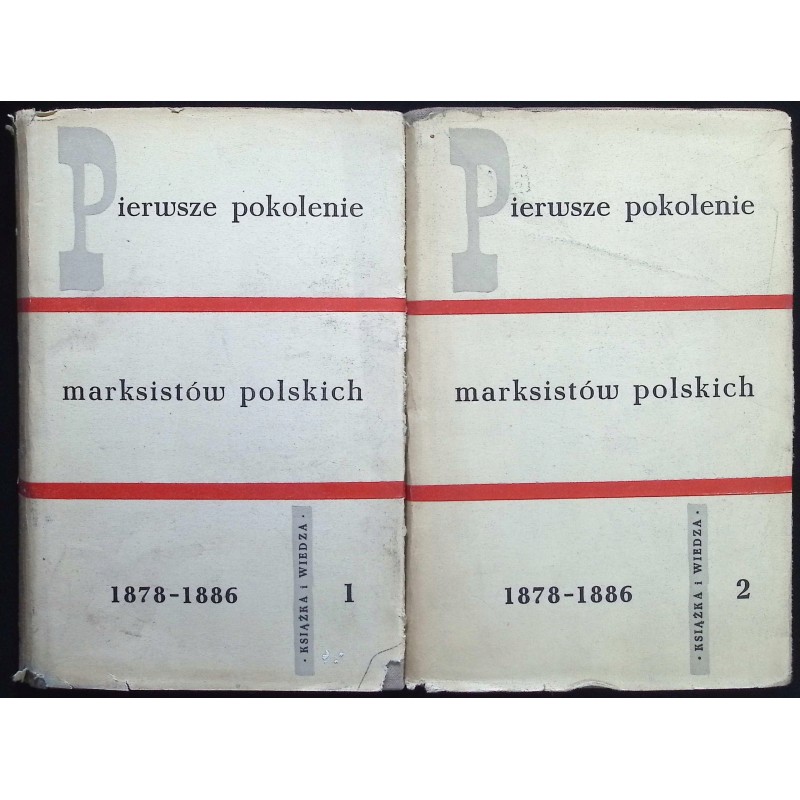 Pierwsze pokolenie
marksistów polskich
1878-1886
· KSIĄŻKA i WIEDZA ·
1
Pierwsze pokolenie
marksistów polskich
1878-1886
· KSIĄŻKA i WIEDZA ·
2